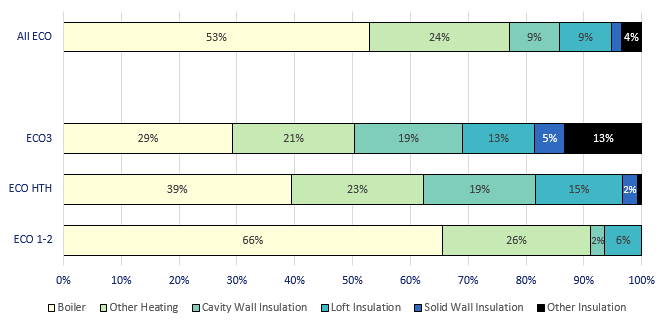 All ECO 53% 24% 9% 9% 4%
ECO3 29% 21% 19% 13% 5% 13%
ECO HTH 39% 23% 19% 15% 2%
ECO 1-2 66% 26% 2% 6%
0% 10% 20% 30% 40% 50% 60% 70% 80% 90% 100%
Boiler Other Heating Cavity Wall Insulation Loft Insulation Solid Wall Insulation Other Insulation